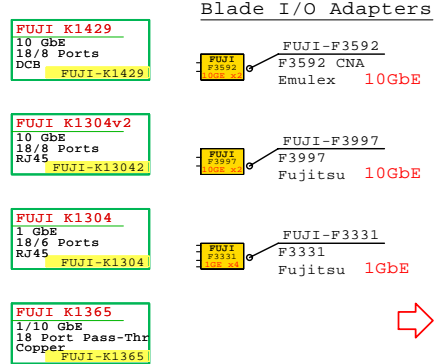 Blade I/O Adapters
FUJI K1429
10 GbE
18/8 Ports
DCB
FUJI-K1429
FUJI
F3592
10GE x2
FUJI-F3592
F3592 CNA
Emulex 10GbE
FUJI K1304v2
10 GbE
18/8 Ports
RJ45
FUJI-K13042
FUJI
F3997
10GE x2
FUJI-F3997
F3997
Fujitsu 10GbE
FUJI K1304
1 GbE
18/6 Ports
RJ45
FUJI-K1304
FUJI
F3331
1GE x4
FUJI-F3331
F3331
Fujitsu 1GbE
FUJI K1365
1/10 GbE
18 Port Pass-Thr
Copper
FUJI-K1365